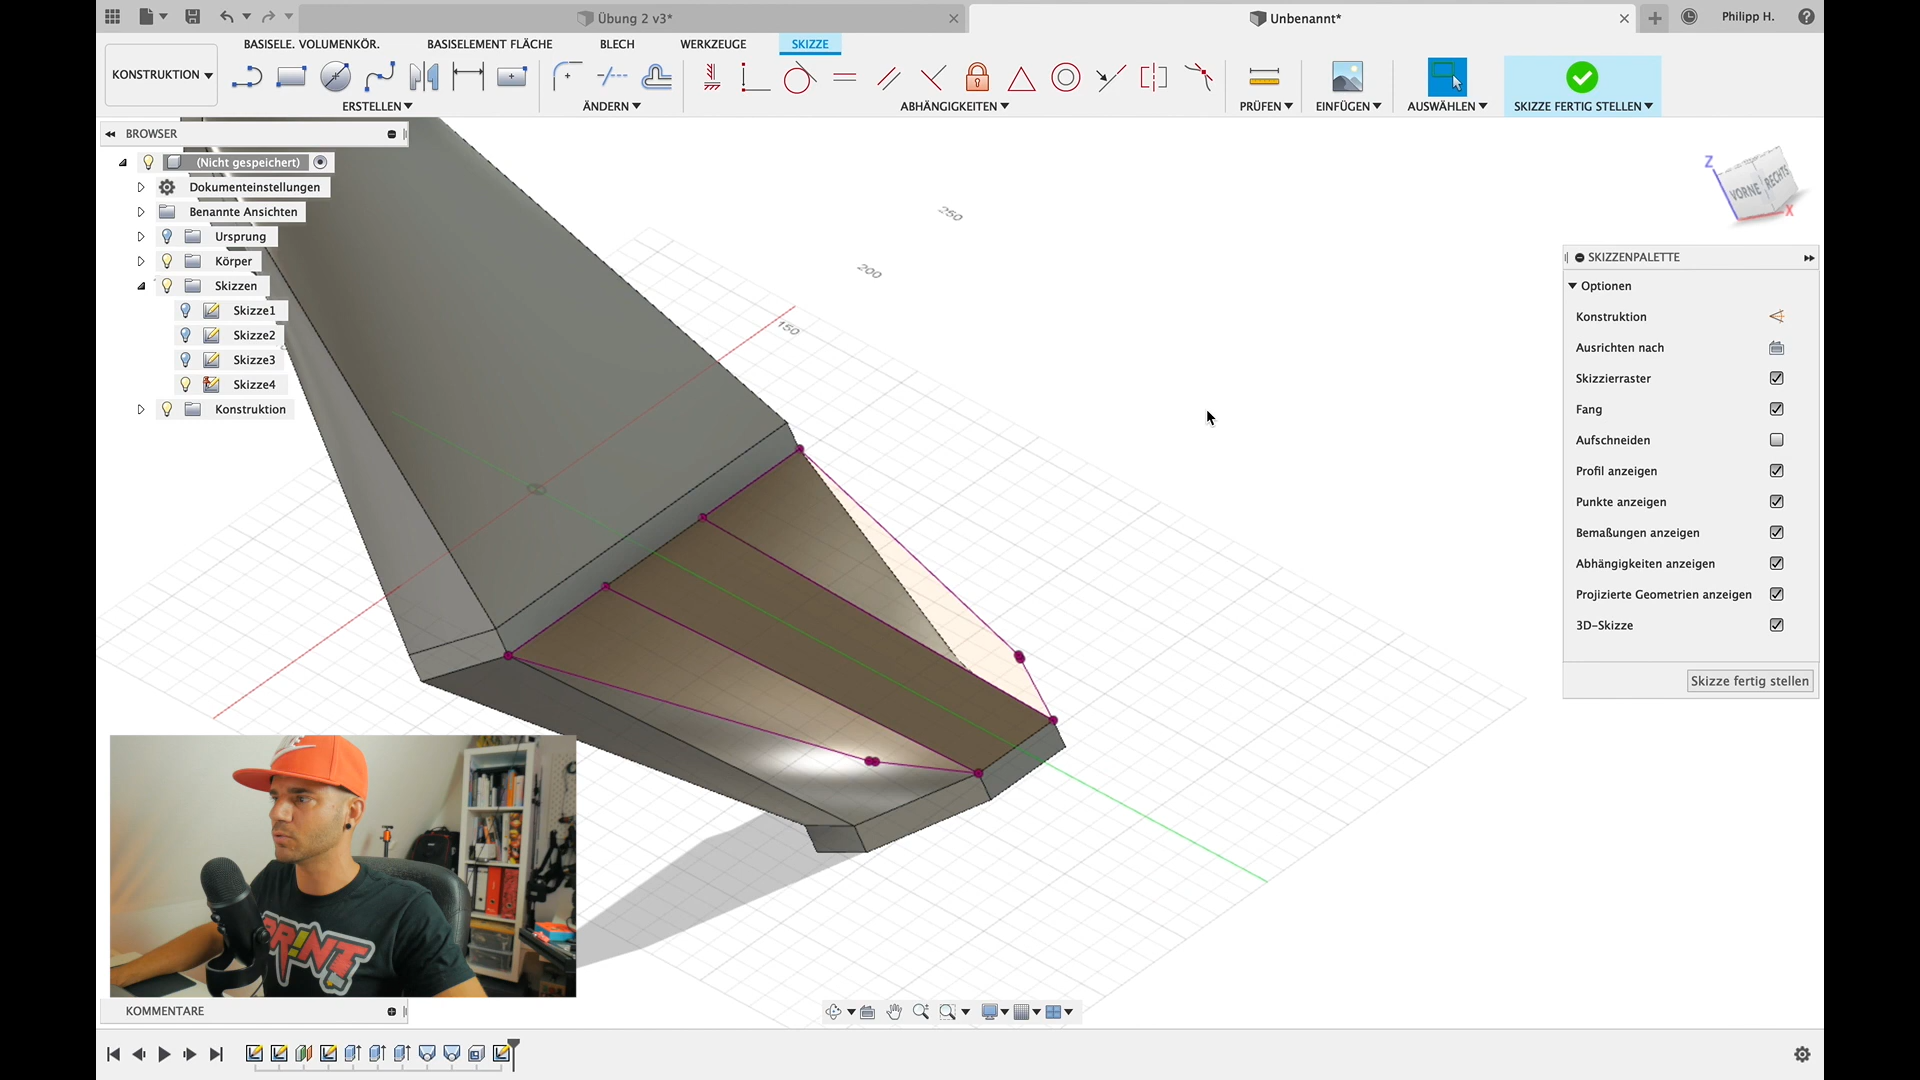 Übung 2 v3*
Unbenannt*
Philipp H.
BASISELE. VOLUMENKÖR.
BASISELEMENT FLÄCHE
BLECH
WERKZEUGE
SKIZZE
KONSTRUKTION
ERSTELLEN
ÄNDERN
ABHÄNGIGKEITEN
PRÜFEN
EINFÜGEN
AUSWÄHLEN
SKIZZE FERTIG STELLEN
BROWSER
(Nicht gespeichert)
Dokumenteinstellungen
Benannte Ansichten
Ursprung
Körper
Skizzen
Skizze1
Skizze2
Skizze3
Skizze4
Konstruktion
250
200
150
Z
VORNE
RECHTS
X
SKIZZENPALETTE
Optionen
Konstruktion
Ausrichten nach
Skizzierraster
Fang
Aufschneiden
Profil anzeigen
Punkte anzeigen
Bemaßungen anzeigen
Abhängigkeiten anzeigen
Projizierte Geometrien anzeigen
3D-Skizze
Skizze fertig stellen
KOMMENTARE